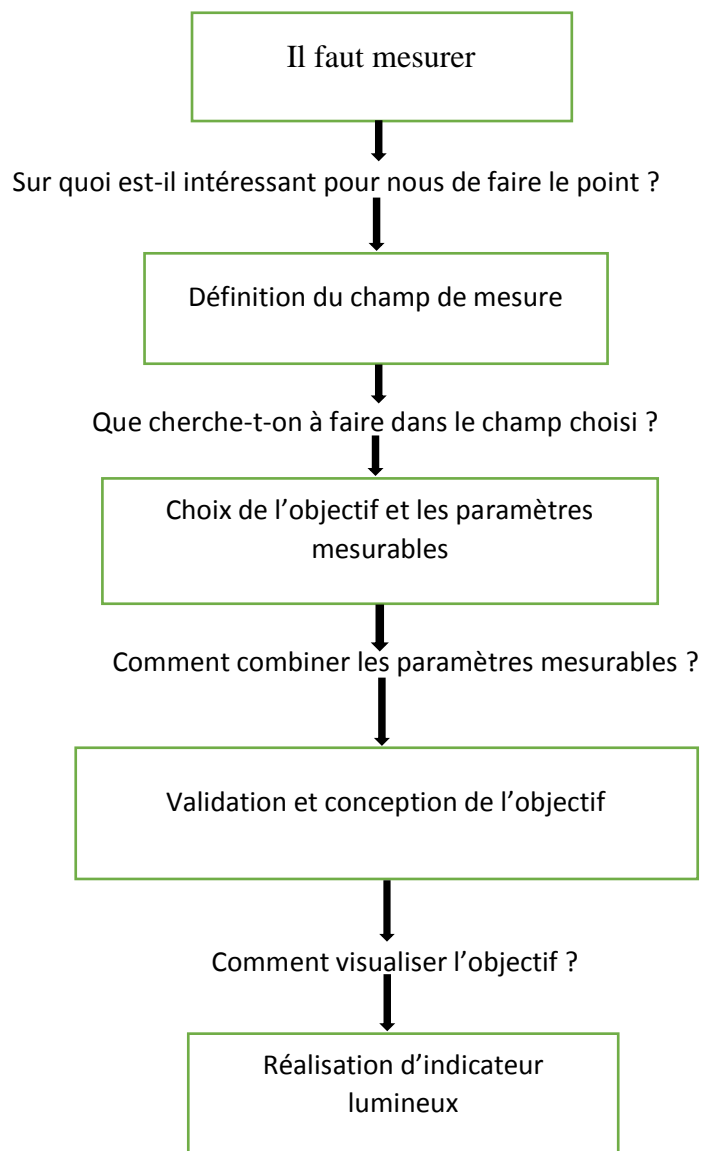 Il faut mesurer
Sur quoi est-il intéressant pour nous de faire le point ?
Définition du champ de mesure
Que cherche-t-on à faire dans le champ choisi ?
Choix de l’objectif et les paramètres
mesurables
Comment combiner les paramètres mesurables ?
Validation et conception de l’objectif
Comment visualiser l’objectif ?
Réalisation d’indicateur
lumineux